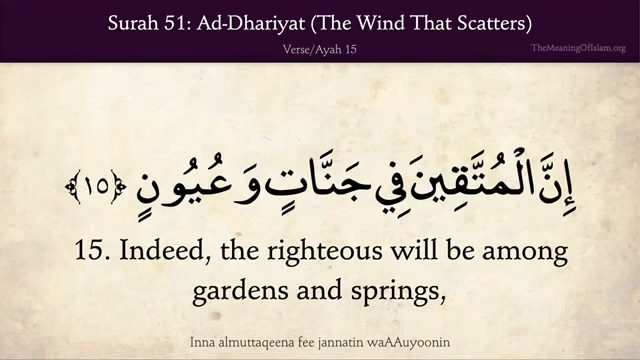 Surah 51: Ad-Dhariyat (The Wind That Scatters)
Verse/Ayah 15
TheMeaningOfIslam.org
إِنَّ الْمُتَّقِينَ فِي جَنَّاتٍ وَعُيُونٍ ﴿١٥﴾
15. Indeed, the righteous will be among
gardens and springs,
Inna almuttaqeena fee jannatin waAAuyoonin